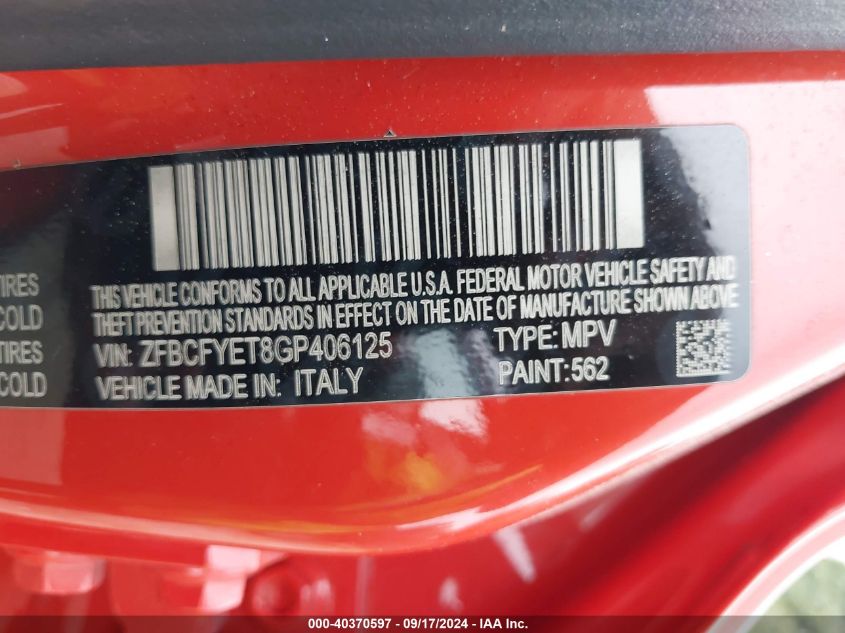 TIRES
COLD
TIRES
COLD
THIS VEHICLE CONFORMS TO ALL APPLICABLE U.S.A. FEDERAL MOTOR VEHICLE SAFETY AND
THEFT PREVENTION STANDARDS IN EFFECT ON THE DATE OF MANUFACTURE SHOWN ABOVE
VIN: ZFBCFYET8GP406125 TYPE: MPV
VEHICLE MADE IN: ITALY PAINT: 562
000-40370597 - 09/17/2024 - IAA Inc.